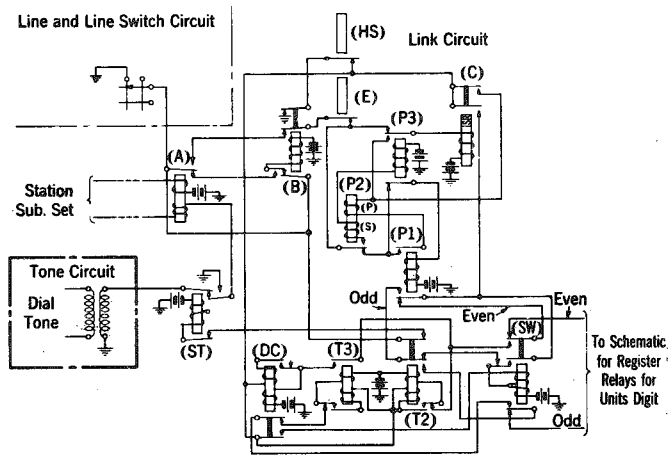 Line and Line Switch Circuit
(HS)
Link Circuit
(C)
(E)
(P3)
SR
(A)
(B)
(P2)
(P)
(S)
(P1)
Station
Sub. Set
Tone Circuit
Dial
Tone
(ST)
Odd
Even
Even
(SW)
(DC)
(T3)
(T2)
Odd
To Schematic
for Register
Relays for
Units Digit